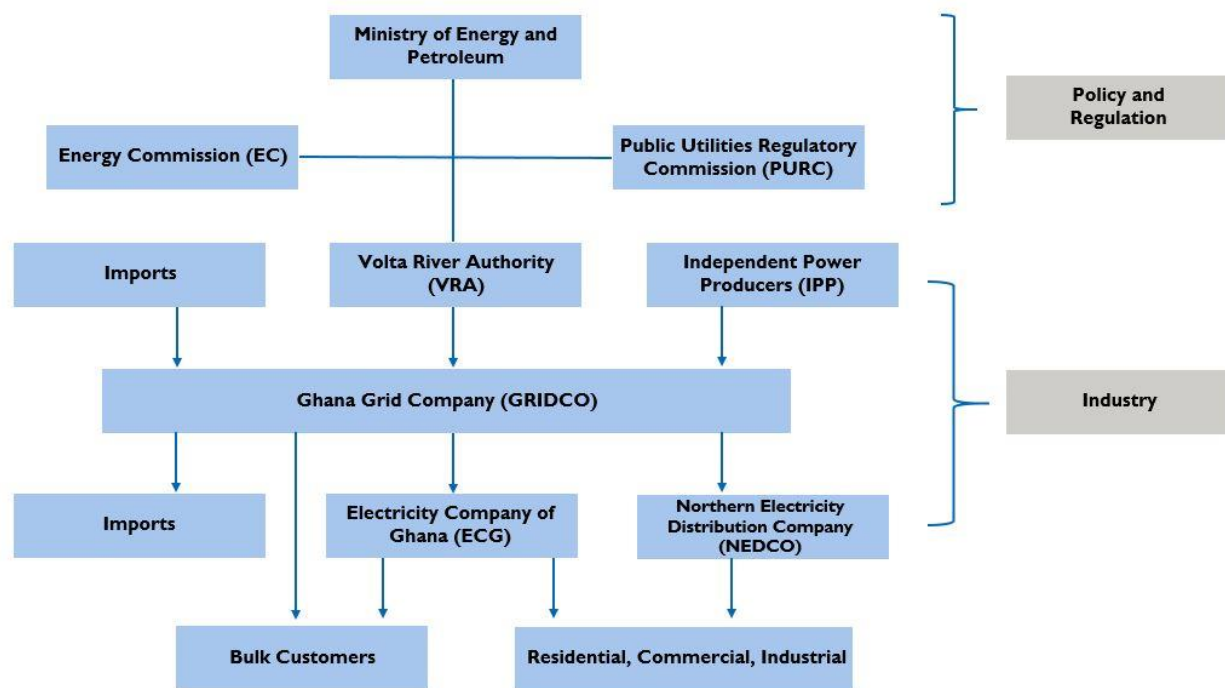 Ministry of Energy and
Petroleum
Policy and
Regulation
Energy Commission (EC)
Public Utilities Regulatory
Commission (PURC)
Imports
Volta River Authority
(VRA)
Independent Power
Producers (IPP)
Ghana Grid Company (GRIDCO)
Industry
Imports
Electricity Company of
Ghana (ECG)
Northern Electricity
Distribution Company
(NEDCO)
Bulk Customers
Residential, Commercial, Industrial